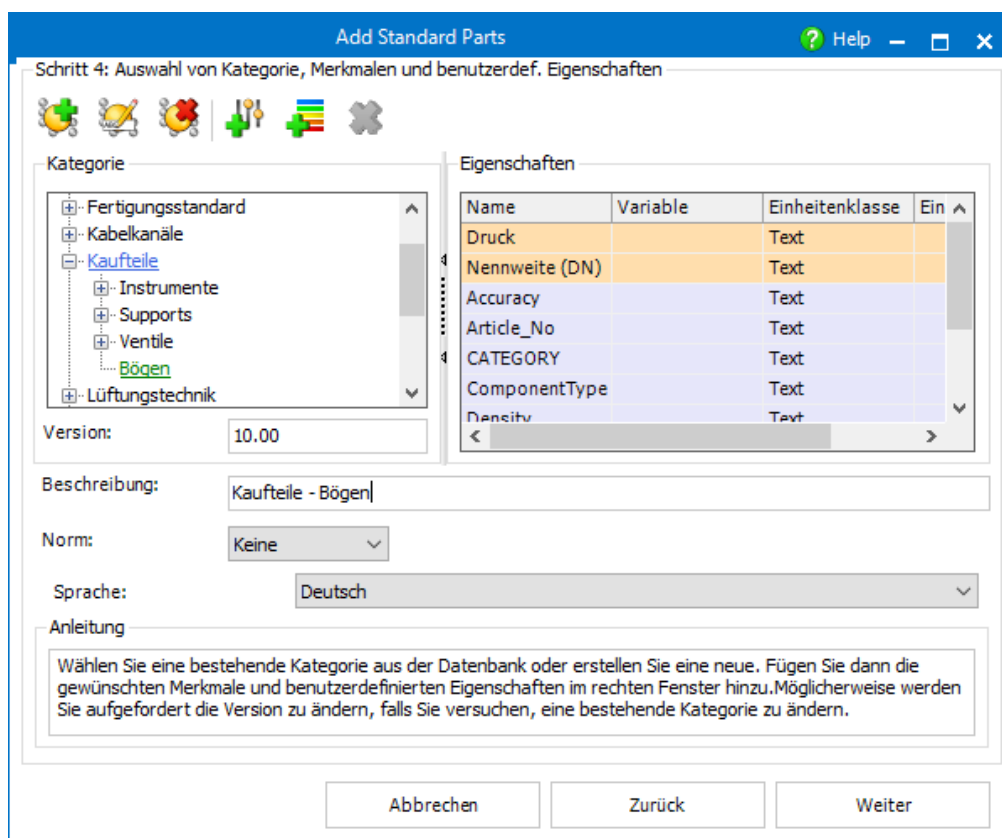 Add Standard Parts
Help
Schritt 4: Auswahl von Kategorie, Merkmalen und benutzerdef. Eigenschaften
Kategorie
Fertigungsstandard
Kabelkanäle
Kaufteile
Instrumente
Supports
Ventile
Bögen
Lüftungstechnik
Version:
10.00
Eigenschaften
Name Variable Einheitenklasse Ein
Druck Text
Nennweite (DN) Text
Accuracy Text
Article_No Text
CATEGORY Text
ComponentType Text
Density Text
Beschreibung:
Kaufteile - Bögen
Norm:
Keine
Sprache:
Deutsch
Anleitung
Wählen Sie eine bestehende Kategorie aus der Datenbank oder erstellen Sie eine neue. Fügen Sie dann die
gewünschten Merkmale und benutzerdefinierten Eigenschaften im rechten Fenster hinzu.Möglicherweise werden
Sie aufgefordert die Version zu ändern, falls Sie versuchen, eine bestehende Kategorie zu ändern.
Abbrechen
Zurück
Weiter